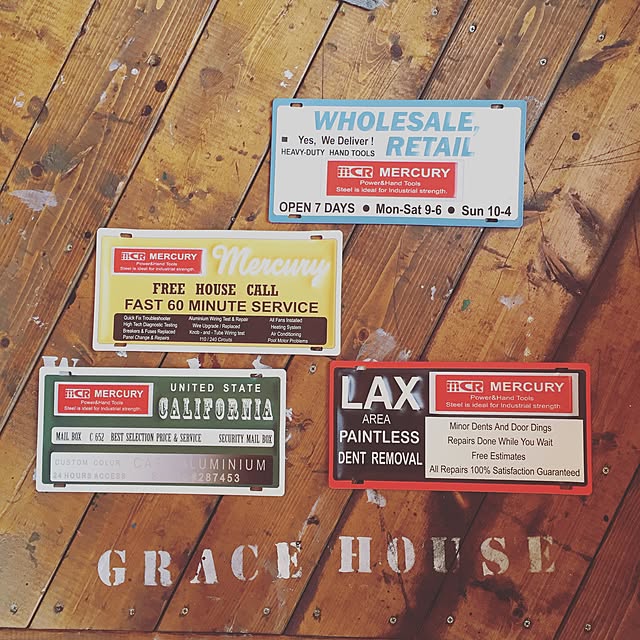 WHOLESALE,
Yes, We Deliver !
RETAIL
HEAVY-DUTY HAND TOOLS
MCR MERCURY
Power&Hand Tools
Steel is ideal for Industrial strength.
OPEN 7 DAYS ● Mon-Sat 9-6 ● Sun 10-4
MCR MERCURY
Power&Hand Tools
Steel is ideal for Industrial strength.
Mercury
FREE HOUSE CALL
FAST 60 MINUTE SERVICE
Quick Fix Troubleshooter
High Tech Diagnostic Testing
Breakers & Fuses Replaced
Panel Change & Repairs
Aluminium Wiring Test & Repair
Wire Upgrade / Replaced
Knob - and - Tube Wiring test
110 / 240 Circuits
All Fans Installed
Heating System
Air Conditioning
Pool Motor Problems
MCR MERCURY
Power&Hand Tools
Steel is ideal for Industrial strength.
UNITED STATE
CALIFORNIA
MAIL BOX C 652 BEST SELECTION PRICE & SERVICE SECURITY MAIL BOX
CUSTOM COLOR
ALUMINIUM
24 HOURS ACCESS
#287453
LAX
AREA
PAINTLESS
DENT REMOVAL
MCR MERCURY
Power&Hand Tools
Steel is ideal for Industrial strength.
Minor Dents And Door Dings
Repairs Done While You Wait
Free Estimates
All Repairs 100% Satisfaction Guaranteed
GRACE HOUSE